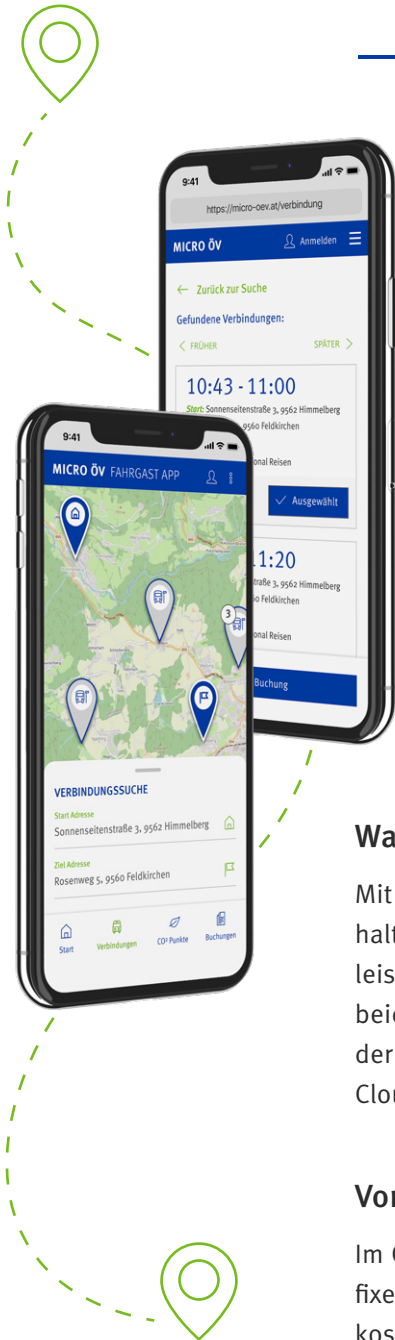 9:41
https://micro-oev.at/verbindung
MICRO ÖV Anmelden
Zurück zur Suche
Gefundene Verbindungen:
FRÜHER SPÄTER
10:43 - 11:00
Start: Sonnenseitenstraße 3, 9562 Himmelberg
9560 Feldkirchen
Reisen
Ausgewählt
1:20
3, 9562 Himmelberg
Feldkirchen
Reisen
Buchung
9:41
MICRO ÖV FAHRGAST APP
3
VERBINDUNGSSUCHE
Start Adresse
Sonnenseitenstraße 3, 9562 Himmelberg
Ziel Adresse
Rosenweg 5, 9560 Feldkirchen
Start Verbindungen CO² Punkte Buchungen
Wa
Mit
halt
leis
beid
der
Clou
Vor
Im
fixe
kos